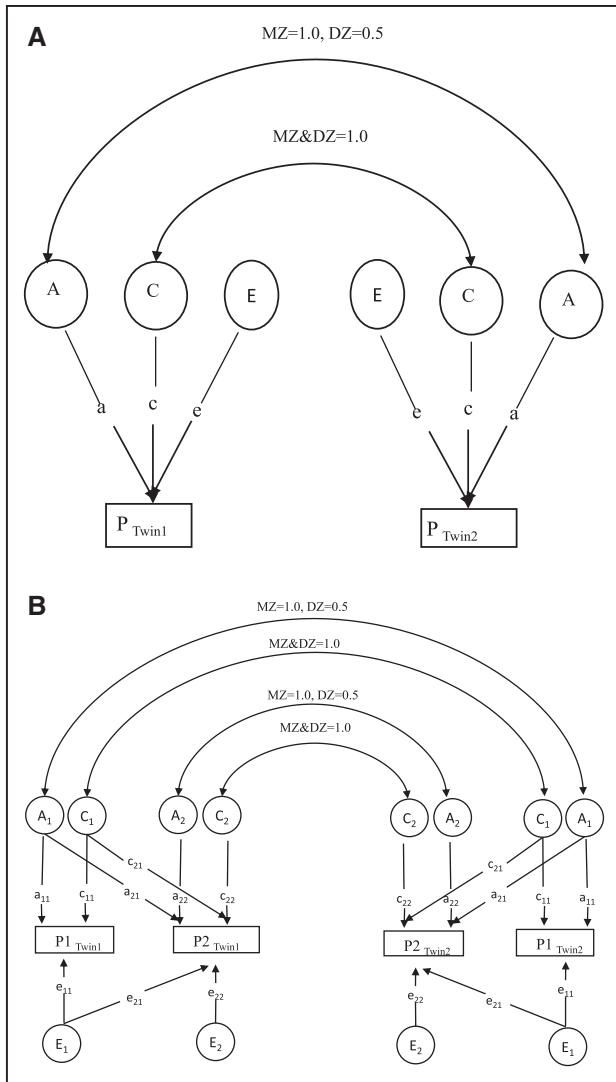 A
MZ=1.0, DZ=0.5
MZ&DZ=1.0
A C E E C A
a c e e c a
P Twin1 P Twin2
B
MZ=1.0, DZ=0.5
MZ&DZ=1.0
MZ=1.0, DZ=0.5
MZ&DZ=1.0
A₁ C₁ A₂ C₂ C₂ A₂ C₁ A₁
c₂₁ c₂₁
a₁₁ c₁₁ a₂₁ a₂₂ c₂₂ c₂₂ a₂₂ a₂₁ c₁₁ a₁₁
P1 Twin1 P2 Twin1 P2 Twin2 P1 Twin2
e₁₁ e₂₁ e₂₂ e₂₂ e₂₁ e₁₁
E₁ E₂ E₂ E₁